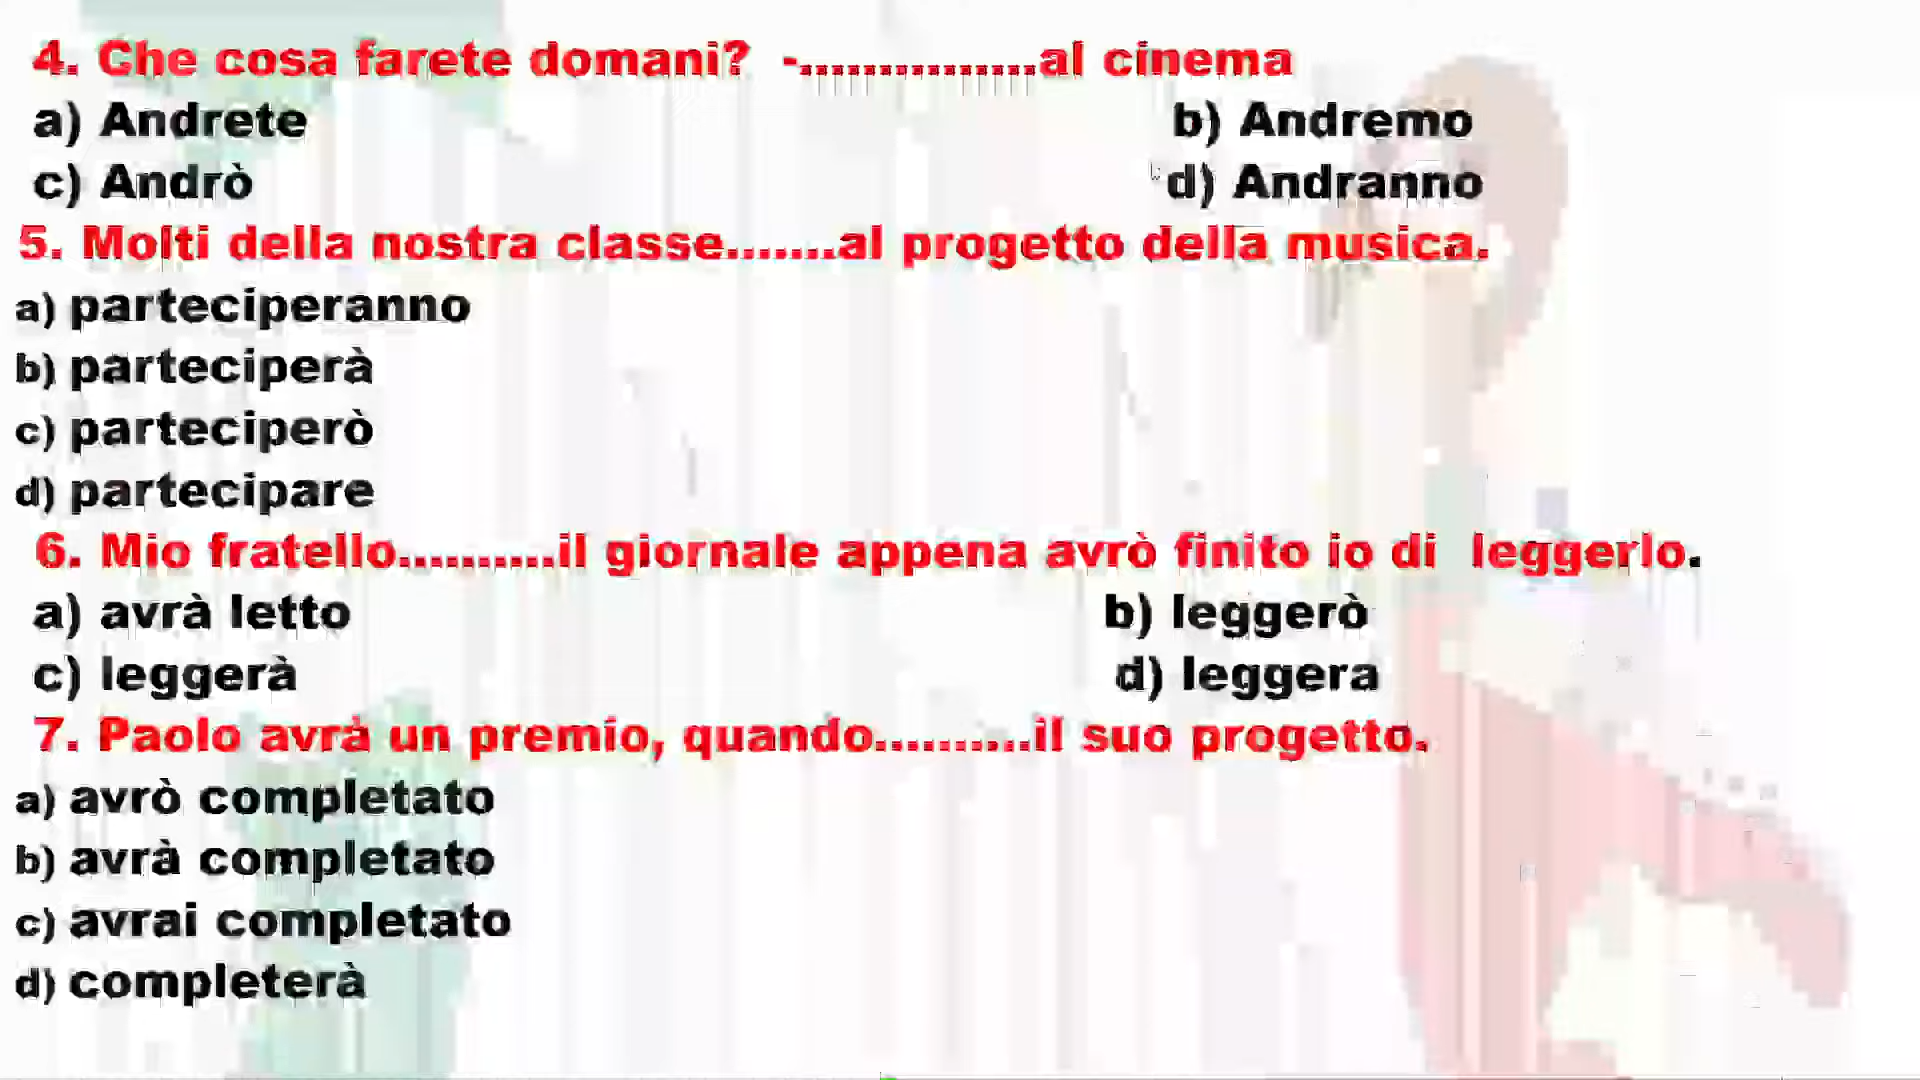 4. Che cosa farete domani? -...............al cinema
a) Andrete b) Andremo
c) Andrò d) Andranno
5. Molti della nostra classe.......al progetto della musica.
a) parteciperanno
b) parteciperà
c) parteciperò
d) partecipare
6. Mio fratello..........il giornale appena avrò finito io di leggerlo.
a) avrà letto b) leggerò
c) leggerà d) leggera
7. Paolo avrà un premio, quando..........il suo progetto.
a) avrò completato
b) avrà completato
c) avrai completato
d) completerà